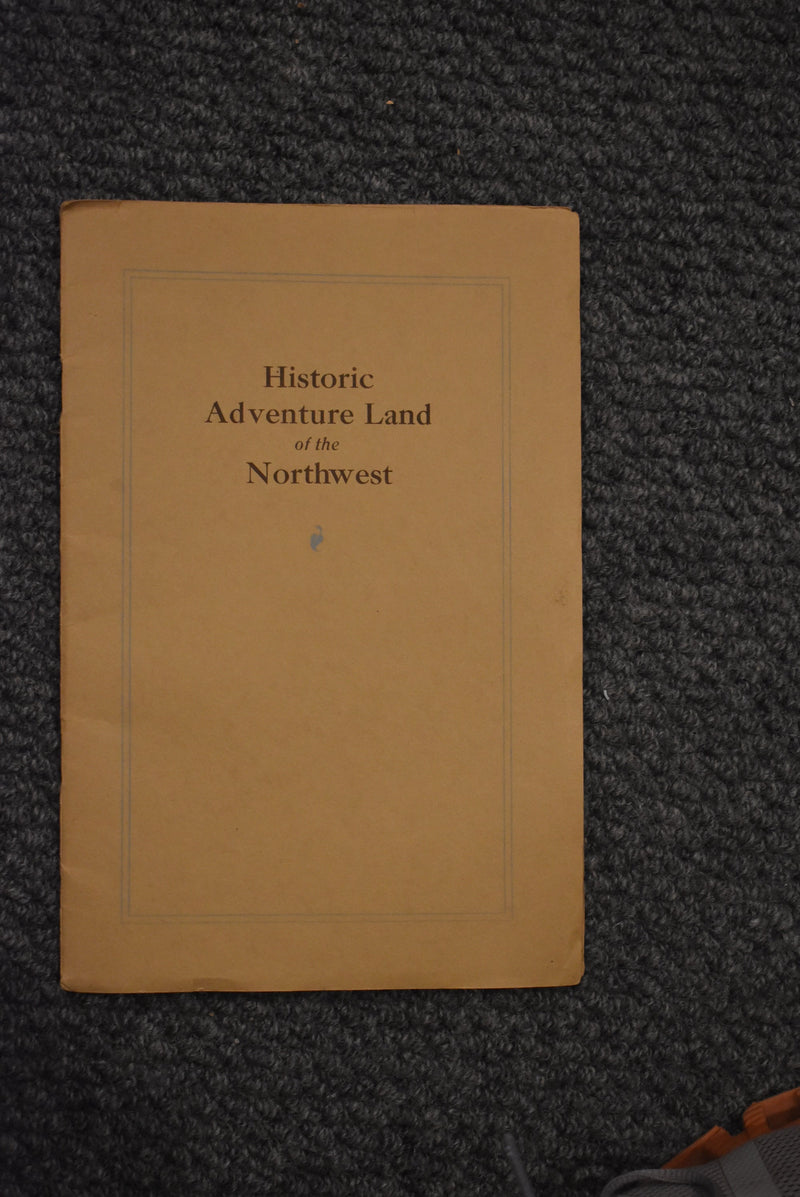 Historic
Adventure Land
of the
Northwest